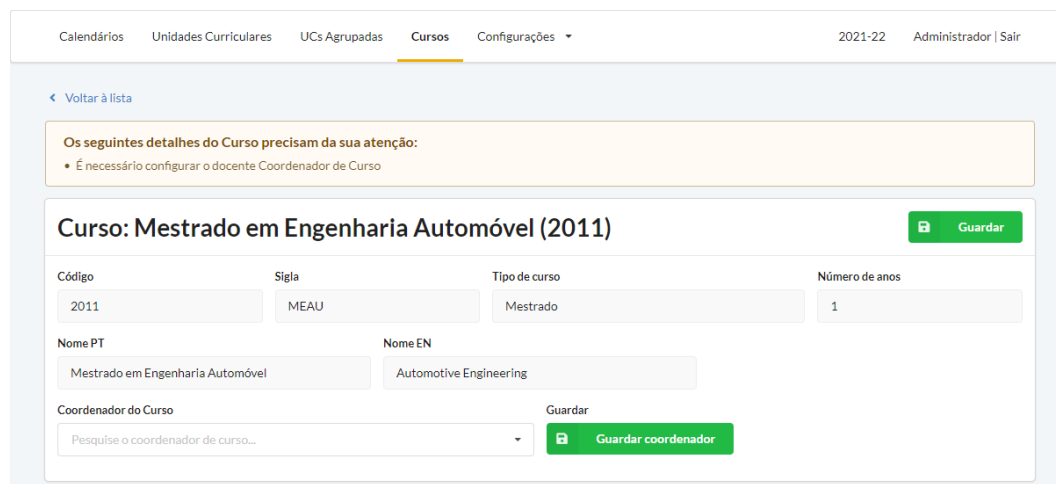 Calendários Unidades Curriculares UCs Agrupadas Cursos Configurações 2021-22 Administrador | Sair
Voltar à lista
Os seguintes detalhes do Curso precisam da sua atenção:
• É necessário configurar o docente Coordenador de Curso
Curso: Mestrado em Engenharia Automóvel (2011) Guardar
Código Sigla Tipo de curso Número de anos
2011 MEAU Mestrado 1
Nome PT Nome EN
Mestrado em Engenharia Automóvel Automotive Engineering
Coordenador do Curso Guardar
Pesquise o coordenador de curso... Guardar coordenador